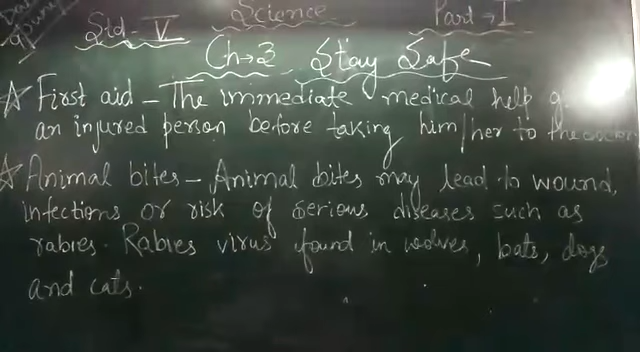 Std - V Science Part → I
Ch → 3 Stay Safe
☆ First aid - The immediate medical help
an injured person before taking him/her to the doctor
☆ Animal bites - Animal bites may lead to wound,
infections or risk of serious diseases such as
rabies. Rabies virus found in wolves, bats, dogs
and cats.